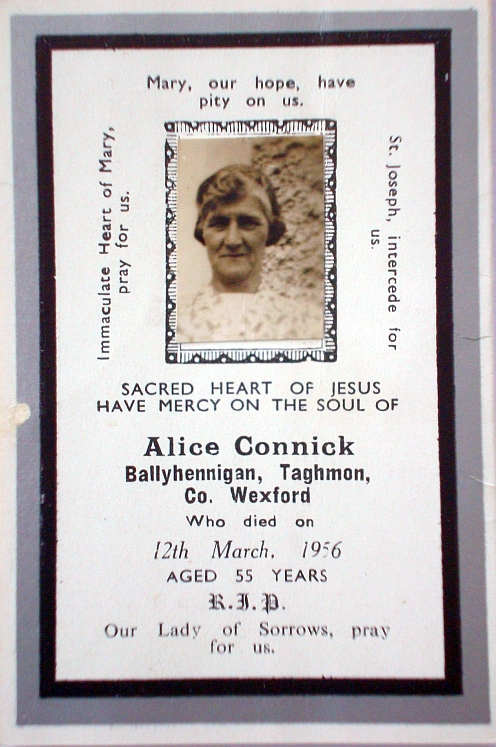 Mary, our hope, have
pity on us.
Immaculate Heart of Mary,
pray for us.
St. Joseph, intercede for
us.
SACRED HEART OF JESUS
HAVE MERCY ON THE SOUL OF
Alice Connick
Ballyhennigan, Taghmon,
Co. Wexford
Who died on
12th March. 1956
AGED 55 YEARS
R.I.P.
Our Lady of Sorrows, pray
for us.